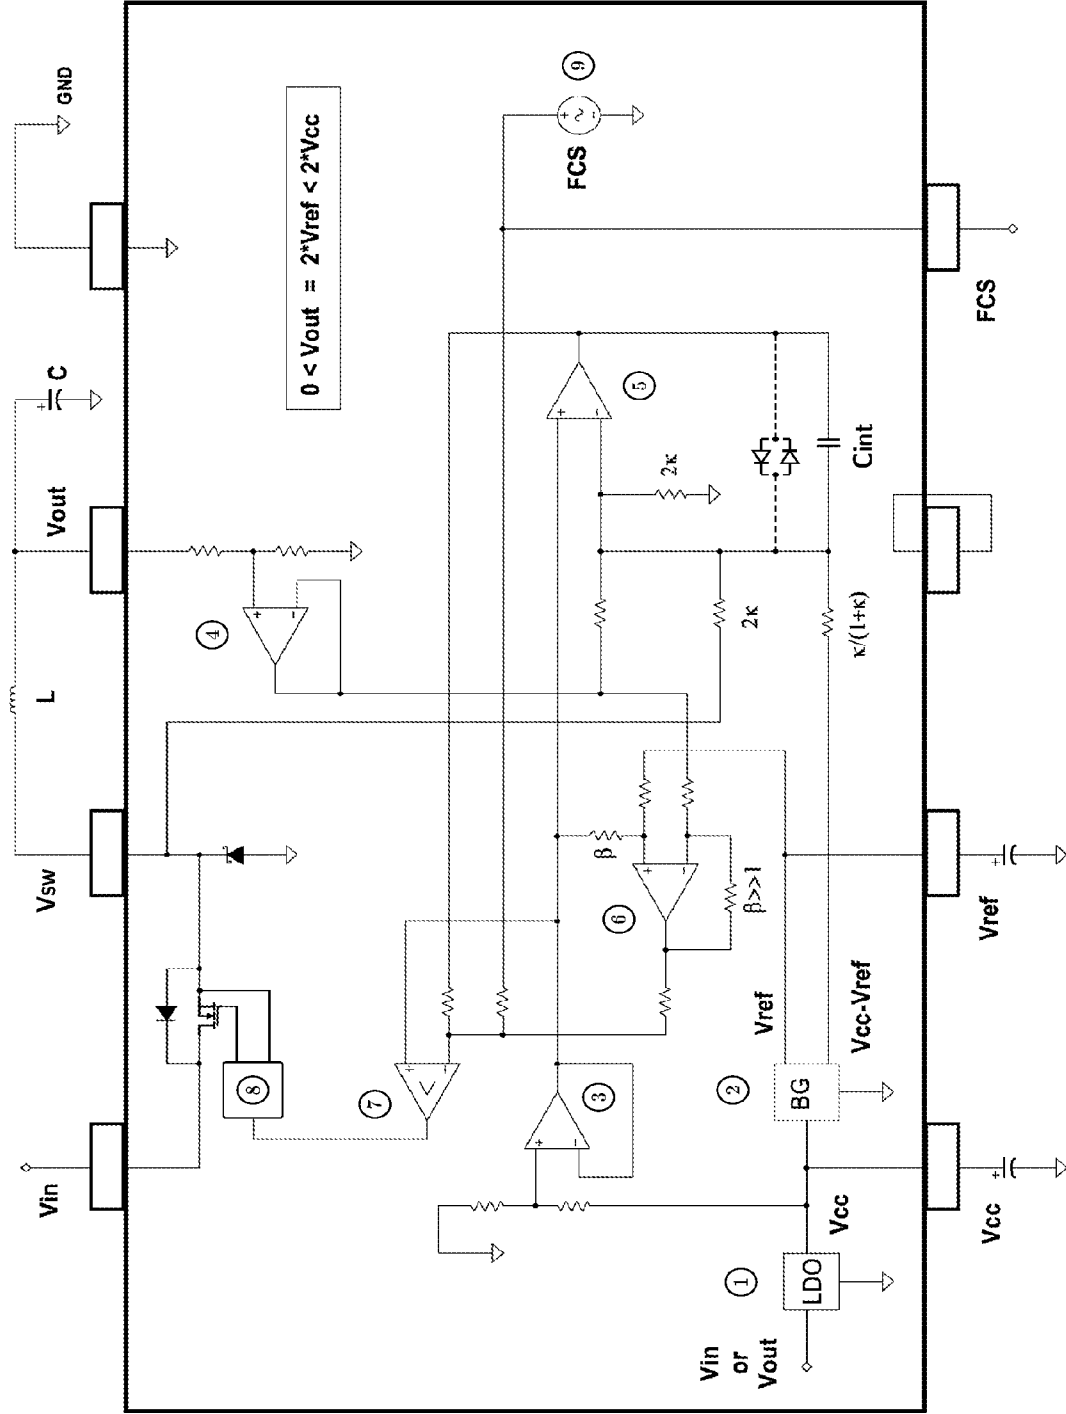 Vin
Vsw
L
Vout
C
GND
8
4
0 < Vout = 2*Vref < 2*Vcc
7
3
β
6
5
FCS
9
2κ
1
2
β>>1
2κ
Vin
or
Vout
LDO
BG
Vref
Vcc
Vcc-Vref
κ/(1+κ)
Cint
Vcc
Vref
FCS